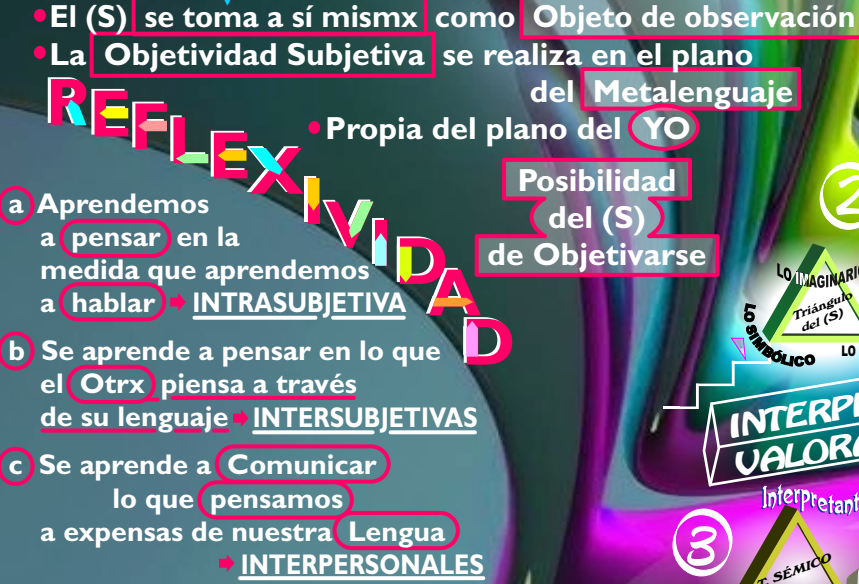 •El (S) se toma a sí mismx como Objeto de observación
•La Objetividad Subjetiva se realiza en el plano
del Metalenguaje
•Propia del plano del YO
REFLEXIVIDAD
Posibilidad
del (S)
de Objetivarse
a Aprendemos
a pensar en la
medida que aprendemos
a hablar ➧ INTRASUBJETIVA
b Se aprende a pensar en lo que
el Otrx piensa a través
de su lenguaje ➧ INTERSUBJETIVAS
c Se aprende a Comunicar
lo que pensamos
a expensas de nuestra Lengua
➧ INTERPERSONALES
2
LO IMAGINARIO
Triángulo
del (S)
LO SIMBÓLICO
LO
3
SÉMICO